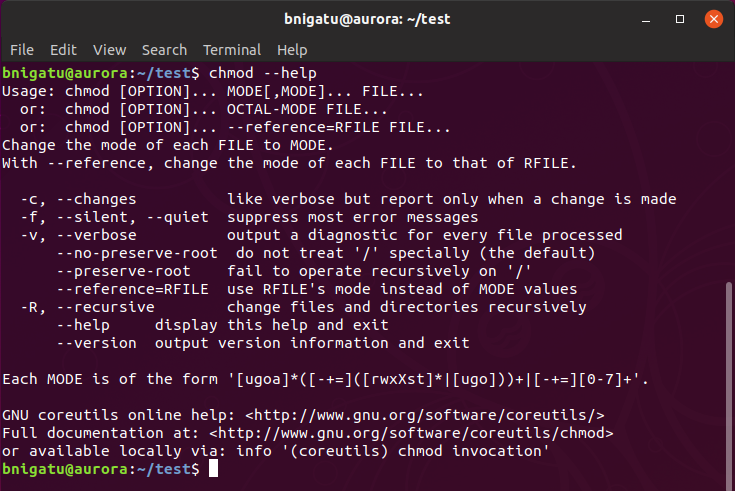 bnigatu@aurora: ~/test
File Edit View Search Terminal Help
bnigatu@aurora:~/test$ chmod --help
Usage: chmod [OPTION]... MODE[,MODE]... FILE...
  or:  chmod [OPTION]... OCTAL-MODE FILE...
  or:  chmod [OPTION]... --reference=RFILE FILE...
Change the mode of each FILE to MODE.
With --reference, change the mode of each FILE to that of RFILE.

  -c, --changes          like verbose but report only when a change is made
  -f, --silent, --quiet  suppress most error messages
  -v, --verbose          output a diagnostic for every file processed
      --no-preserve-root  do not treat '/' specially (the default)
      --preserve-root    fail to operate recursively on '/'
      --reference=RFILE  use RFILE's mode instead of MODE values
  -R, --recursive        change files and directories recursively
      --help     display this help and exit
      --version  output version information and exit

Each MODE is of the form '[ugoa]*([-+=]([rwxXst]*|[ugo]))+|[-+=][0-7]+'.

GNU coreutils online help: <http://www.gnu.org/software/coreutils/>
Full documentation at: <http://www.gnu.org/software/coreutils/chmod>
or available locally via: info '(coreutils) chmod invocation'
bnigatu@aurora:~/test$